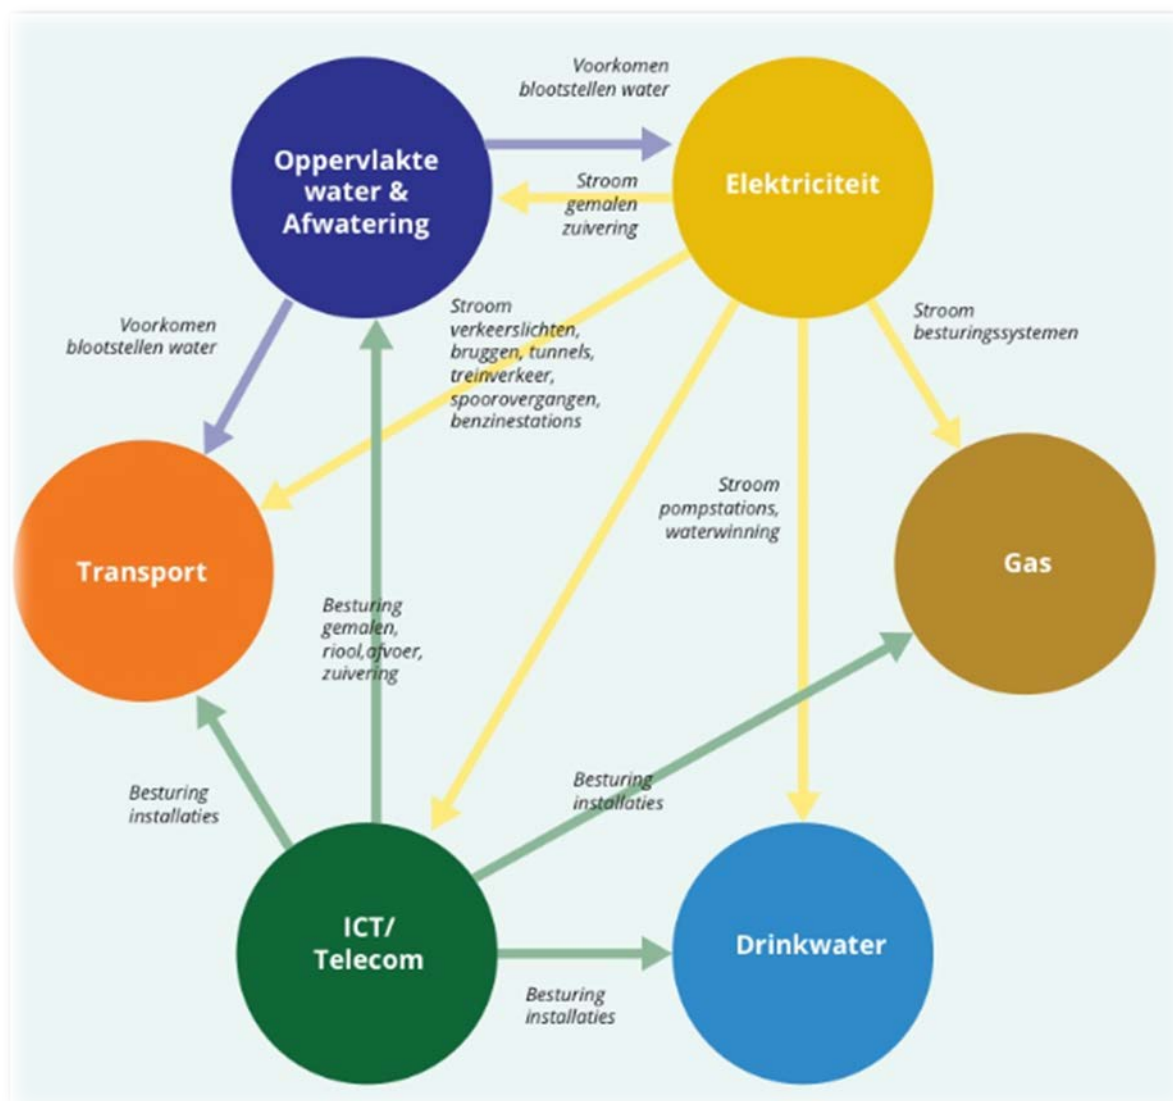 Voorkomen
blootstellen water
Oppervlakte
water &
Afwatering
Elektriciteit
Stroom
gemalen
zuivering
Voorkomen
blootstellen water
Stroom
verkeerslichten,
bruggen, tunnels,
treinverkeer,
spoorovergangen,
benzinestations
Stroom
besturingssystemen
Stroom
pompstations,
waterwinning
Transport
Gas
Besturing
gemalen,
riool,afvoer,
zuivering
Besturing
installaties
Besturing
installaties
ICT/
Telecom
Drinkwater
Besturing
installaties